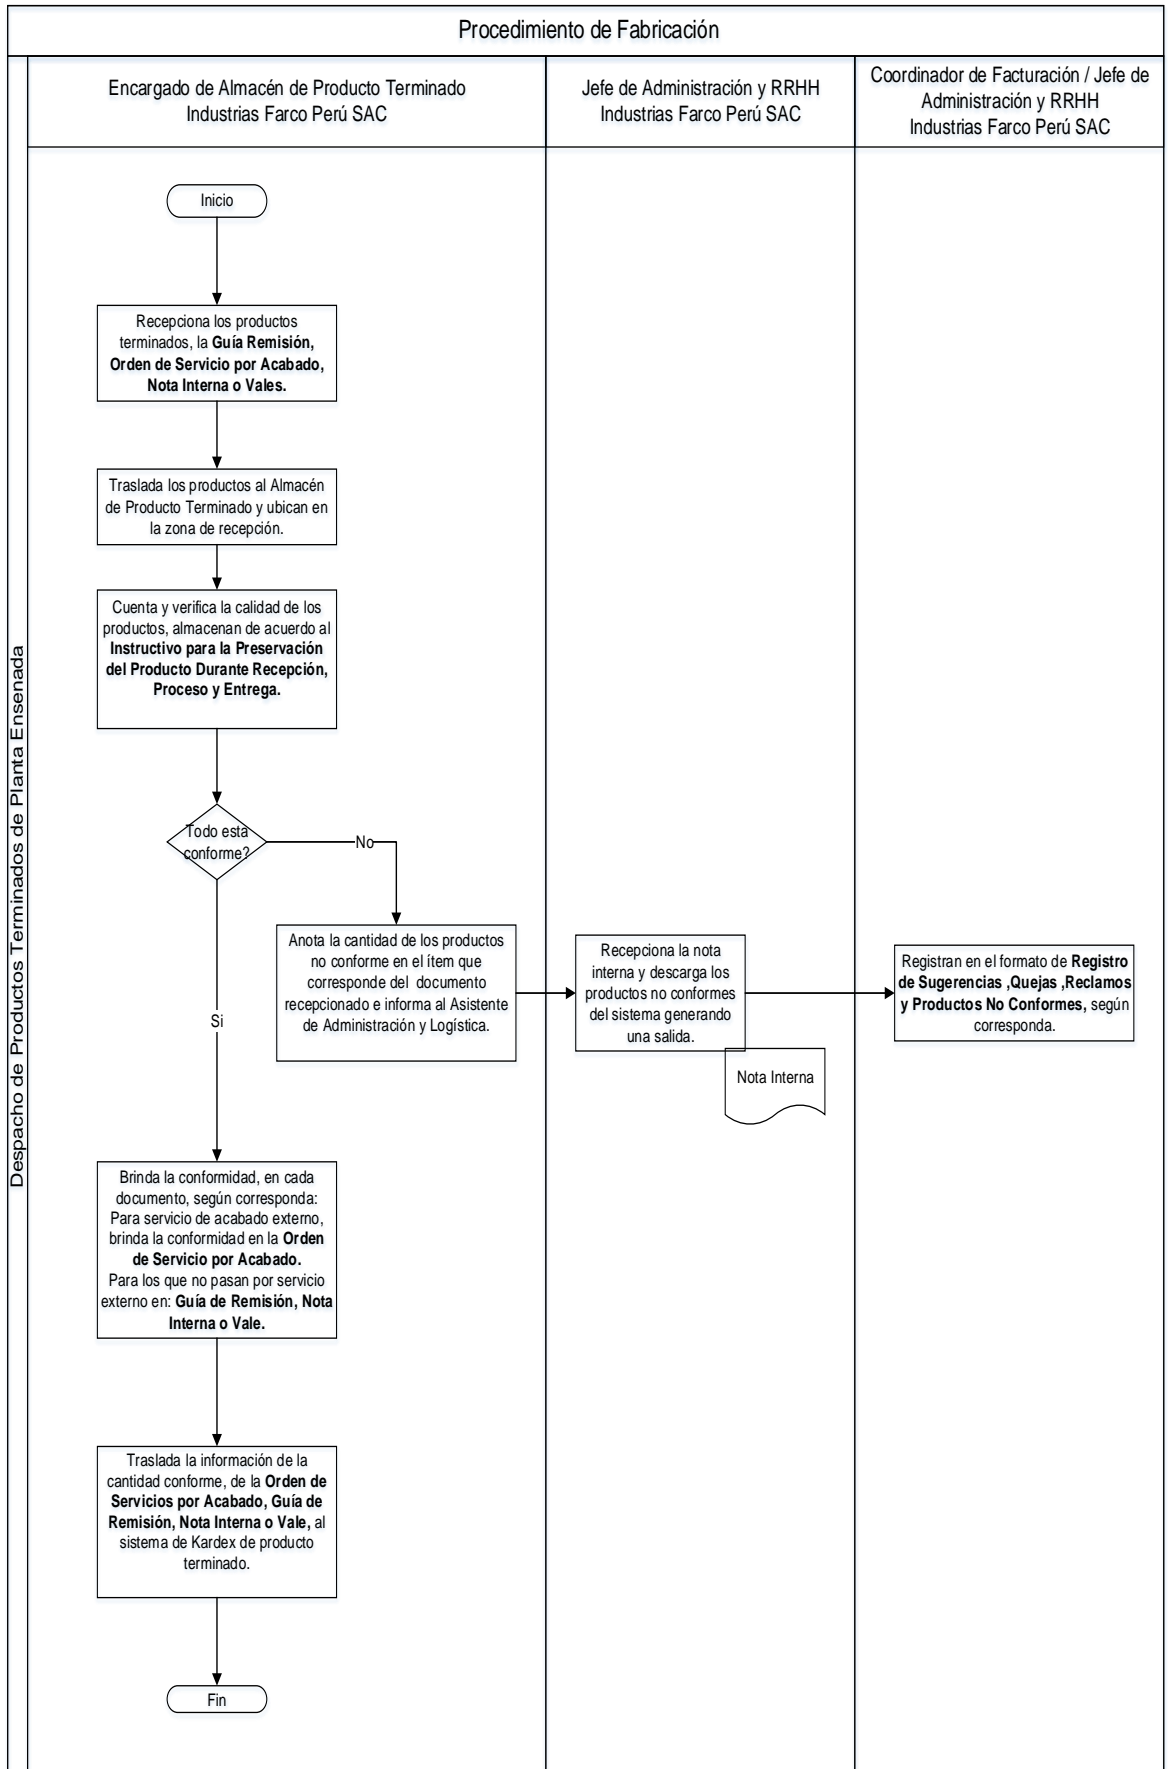 Procedimiento de Fabricación
Despacho de Productos Terminados de Planta Ensenada
Encargado de Almacén de Producto Terminado
Industrias Farco Perú SAC
Jefe de Administración y RRHH
Industrias Farco Perú SAC
Coordinador de Facturación / Jefe de
Administración y RRHH
Industrias Farco Perú SAC
Inicio
Recepciona los productos
terminados, la Guía Remisión,
Orden de Servicio por Acabado,
Nota Interna o Vales.
Traslada los productos al Almacén
de Producto Terminado y ubican en
la zona de recepción.
Cuenta y verifica la calidad de los
productos, almacenan de acuerdo al
Instructivo para la Preservación
del Producto Durante Recepción,
Proceso y Entrega.
Todo esta
conforme?
No
Anota la cantidad de los productos
no conforme en el ítem que
corresponde del documento
recepcionado e informa al Asistente
de Administración y Logística.
Recepciona la nota
interna y descarga los
productos no conformes
del sistema generando
una salida.
Nota Interna
Registran en el formato de Registro
de Sugerencias ,Quejas ,Reclamos
y Productos No Conformes, según
corresponda.
Si
Brinda la conformidad, en cada
documento, según corresponda:
Para servicio de acabado externo,
brinda la conformidad en la Orden
de Servicio por Acabado.
Para los que no pasan por servicio
externo en: Guía de Remisión, Nota
Interna o Vale.
Traslada la información de la
cantidad conforme, de la Orden de
Servicios por Acabado, Guía de
Remisión, Nota Interna o Vale, al
sistema de Kardex de producto
terminado.
Fin